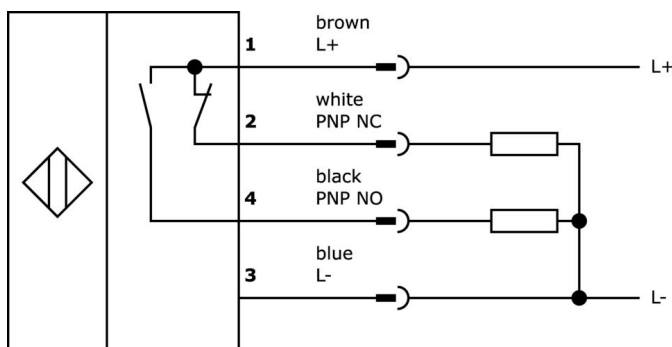 brown
1 L+
L+
white
2 PNP NC
black
4 PNP NO
blue
3 L-
L-